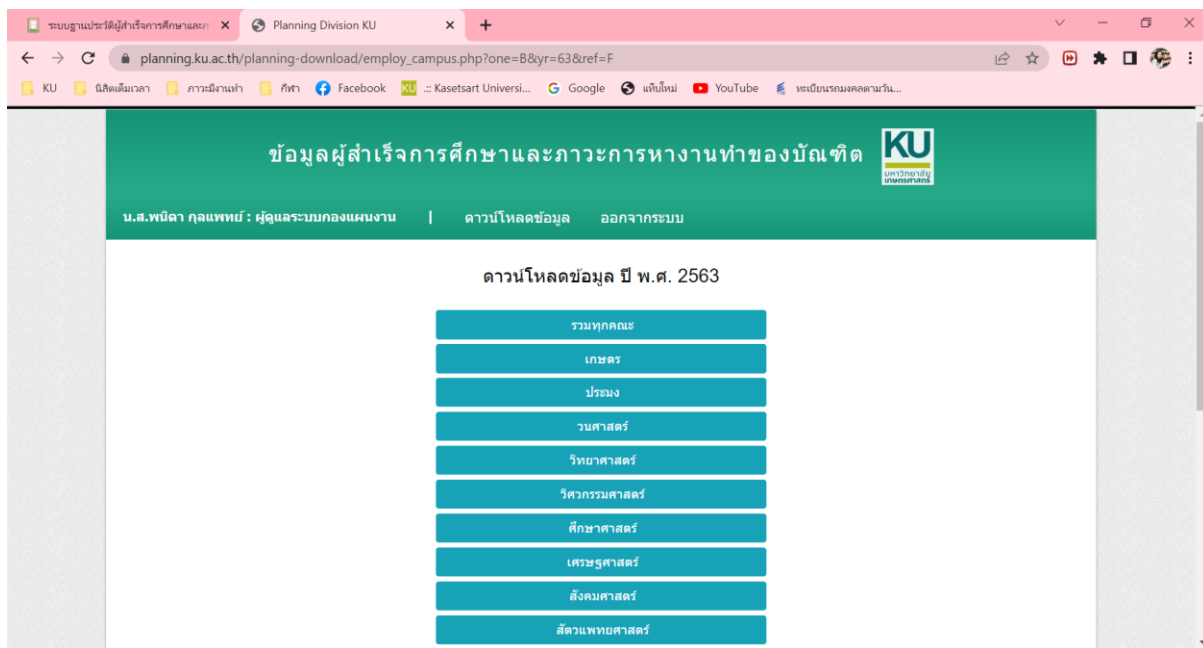 ระบบฐานประวัติผู้สำเร็จการศึกษาและภา
Planning Division KU
planning.ku.ac.th/planning-download/employ_campus.php?one=B&yr=63&ref=F
KU นิสิตเต็มเวลา ภาวะมีงานทำ กีฬา Facebook KU .:: Kasetsart Universi... Google แท็บใหม่ YouTube ทะเบียนรถมงคลตามวัน...
ข้อมูลผู้สำเร็จการศึกษาและภาวะการหางานทำของบัณฑิต
KU
มหาวิทยาลัย
เกษตรศาสตร์
น.ส.พนิดา กุลแพทย์ : ผู้ดูแลระบบกองแผนงาน | ดาวน์โหลดข้อมูล ออกจากระบบ
ดาวน์โหลดข้อมูล ปี พ.ศ. 2563
รวมทุกคณะ
เกษตร
ประมง
วนศาสตร์
วิทยาศาสตร์
วิศวกรรมศาสตร์
ศึกษาศาสตร์
เศรษฐศาสตร์
สังคมศาสตร์
สัตวแพทยศาสตร์